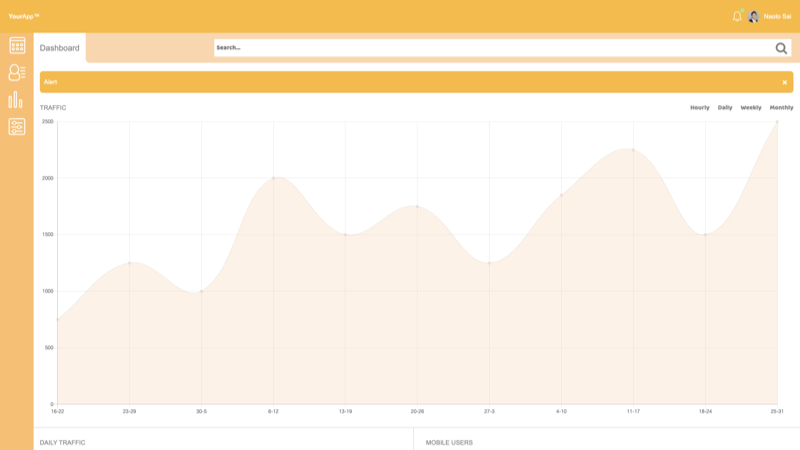 YourApp™
Naoto Sai
Dashboard
Search...
Alert
×
TRAFFIC
Hourly Daily Weekly Monthly
2500
2000
1500
1000
500
0
16-22 23-29 30-5 6-12 13-19 20-26 27-3 4-10 11-17 18-24 25-31
DAILY TRAFFIC
MOBILE USERS